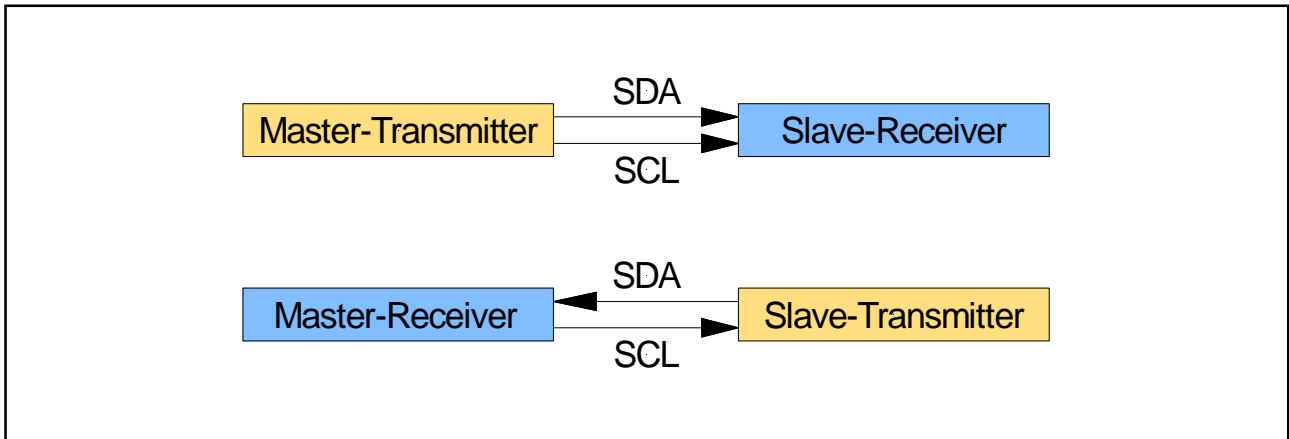 SDA
Master-Transmitter
Slave-Receiver
SCL
SDA
Master-Receiver
Slave-Transmitter
SCL